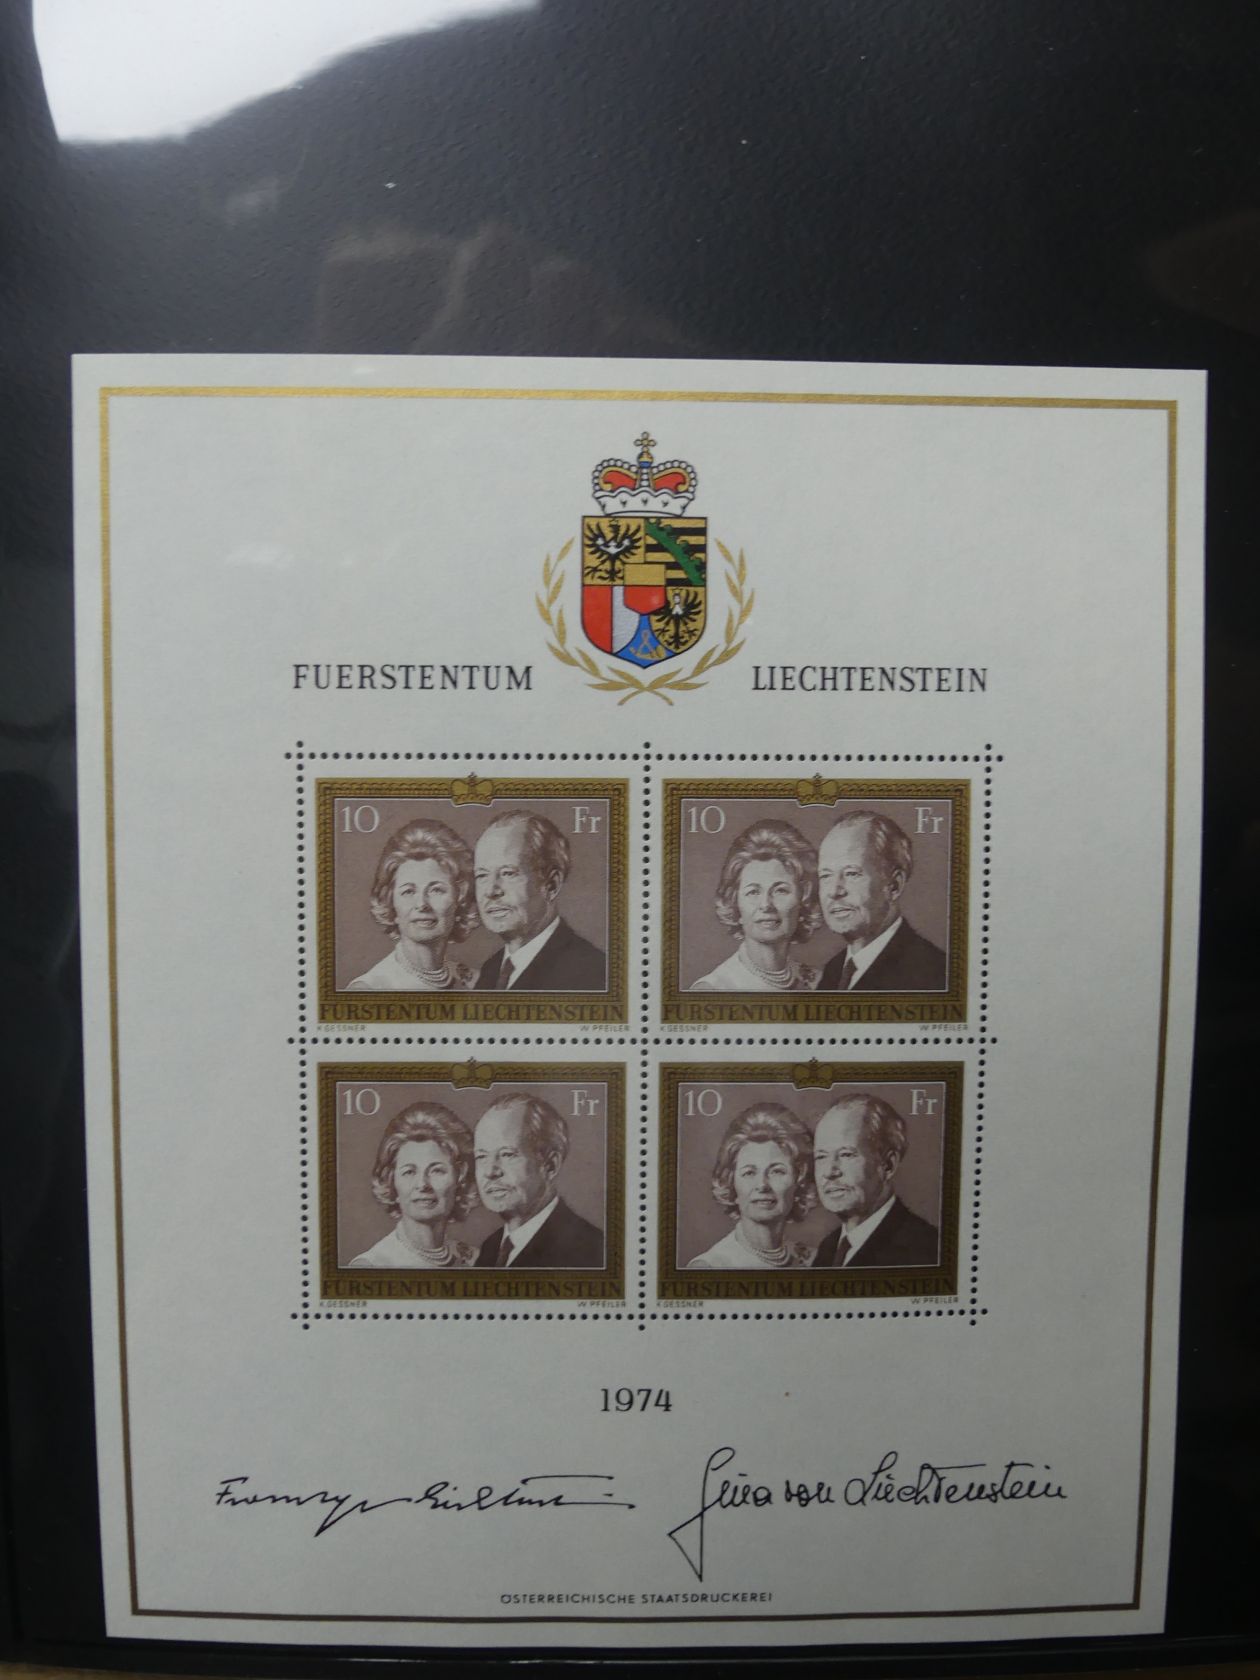 FUERSTENTUM LIECHTENSTEIN
10 Fr 10 Fr
FÜRSTENTUM LIECHTENSTEIN FÜRSTENTUM LIECHTENSTEIN
K GESSNER W PFEILER K GESSNER W PFEILER
10 Fr 10 Fr
FÜRSTENTUM LIECHTENSTEIN FÜRSTENTUM LIECHTENSTEIN
K GESSNER W PFEILER K GESSNER W PFEILER
1974
Gina von Liechtenstein
ÖSTERREICHISCHE STAATSDRUCKEREI